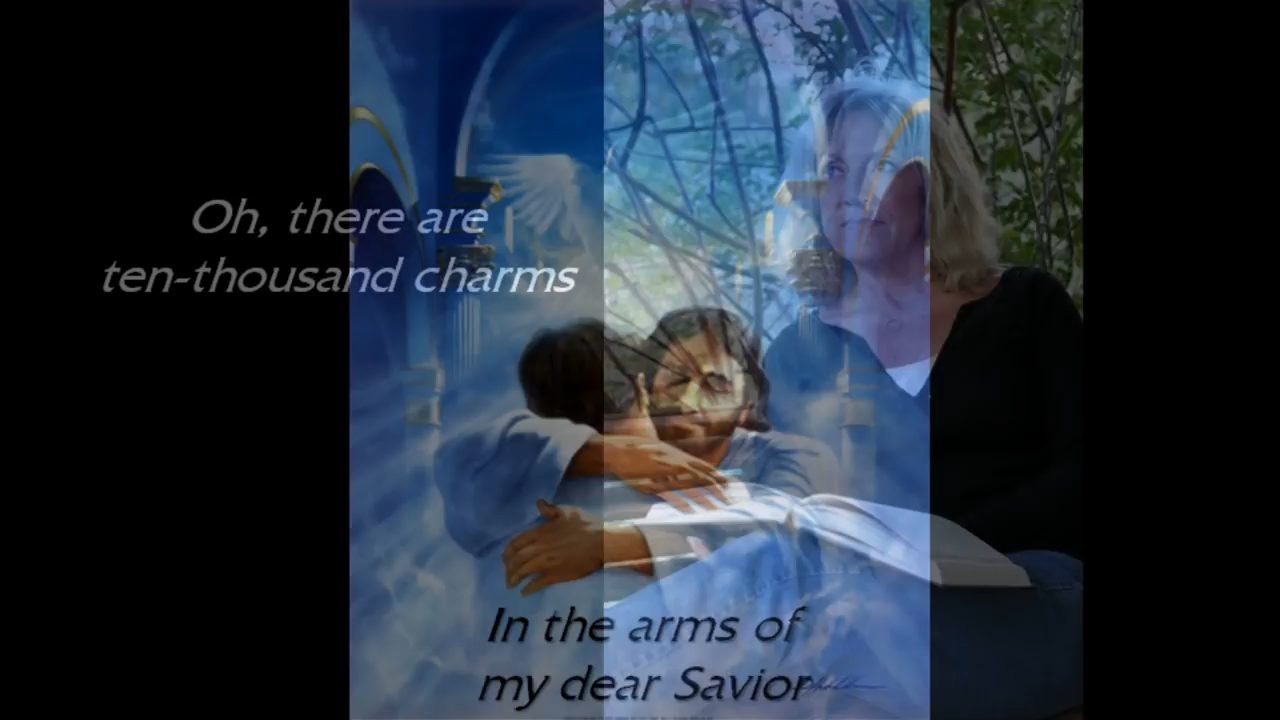 Oh, there are
ten-thousand charms
In the arms of
my dear Savior